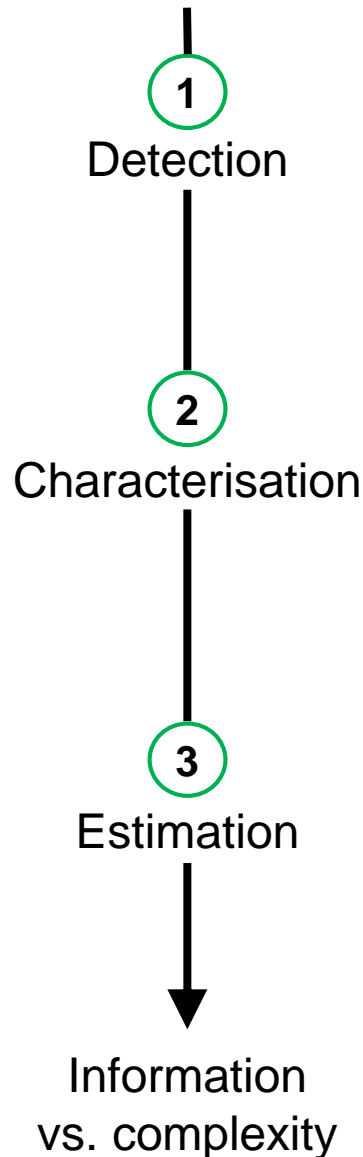 1
Detection
2
Characterisation
3
Estimation
Information
vs. complexity